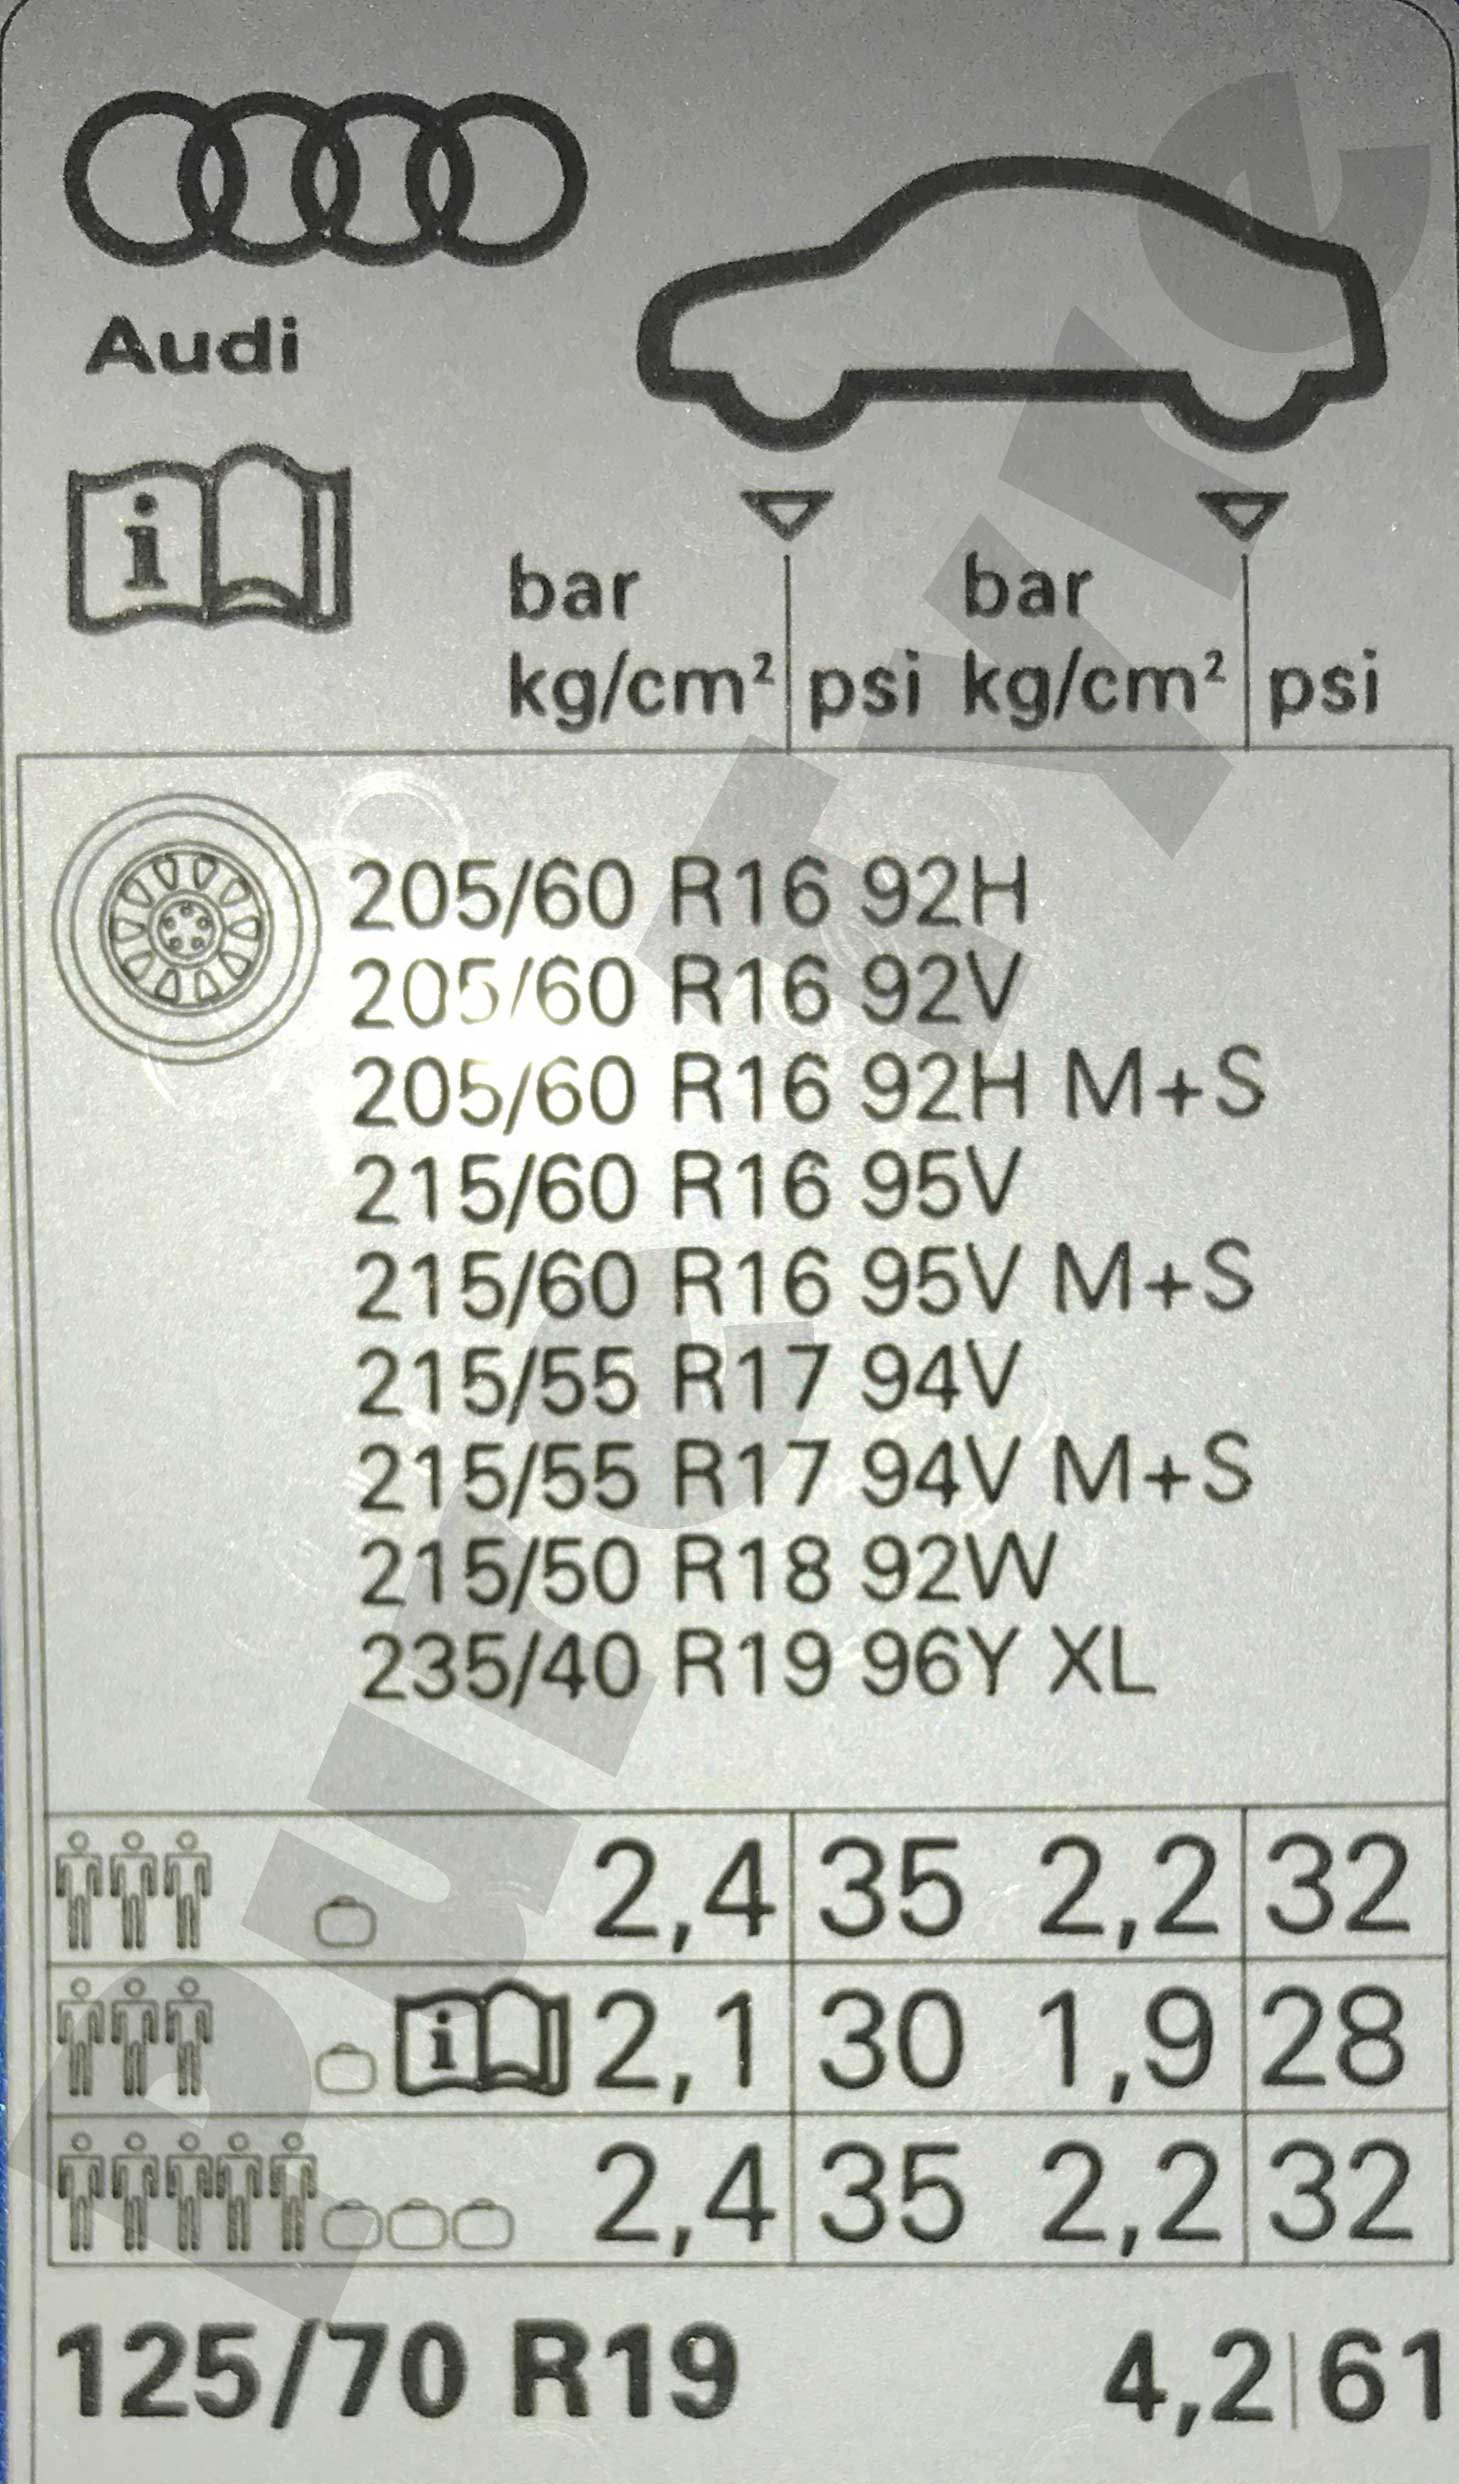 Audi
i
bar bar
kg/cm² psi kg/cm² psi
205/60 R16 92H
205/60 R16 92V
205/60 R16 92H M+S
215/60 R16 95V
215/60 R16 95V M+S
215/55 R17 94V
215/55 R17 94V M+S
215/50 R18 92W
235/40 R19 96Y XL
2,4 35 2,2 32
i 2,1 30 1,9 28
2,4 35 2,2 32
125/70 R19 4,2 61
PureTyre